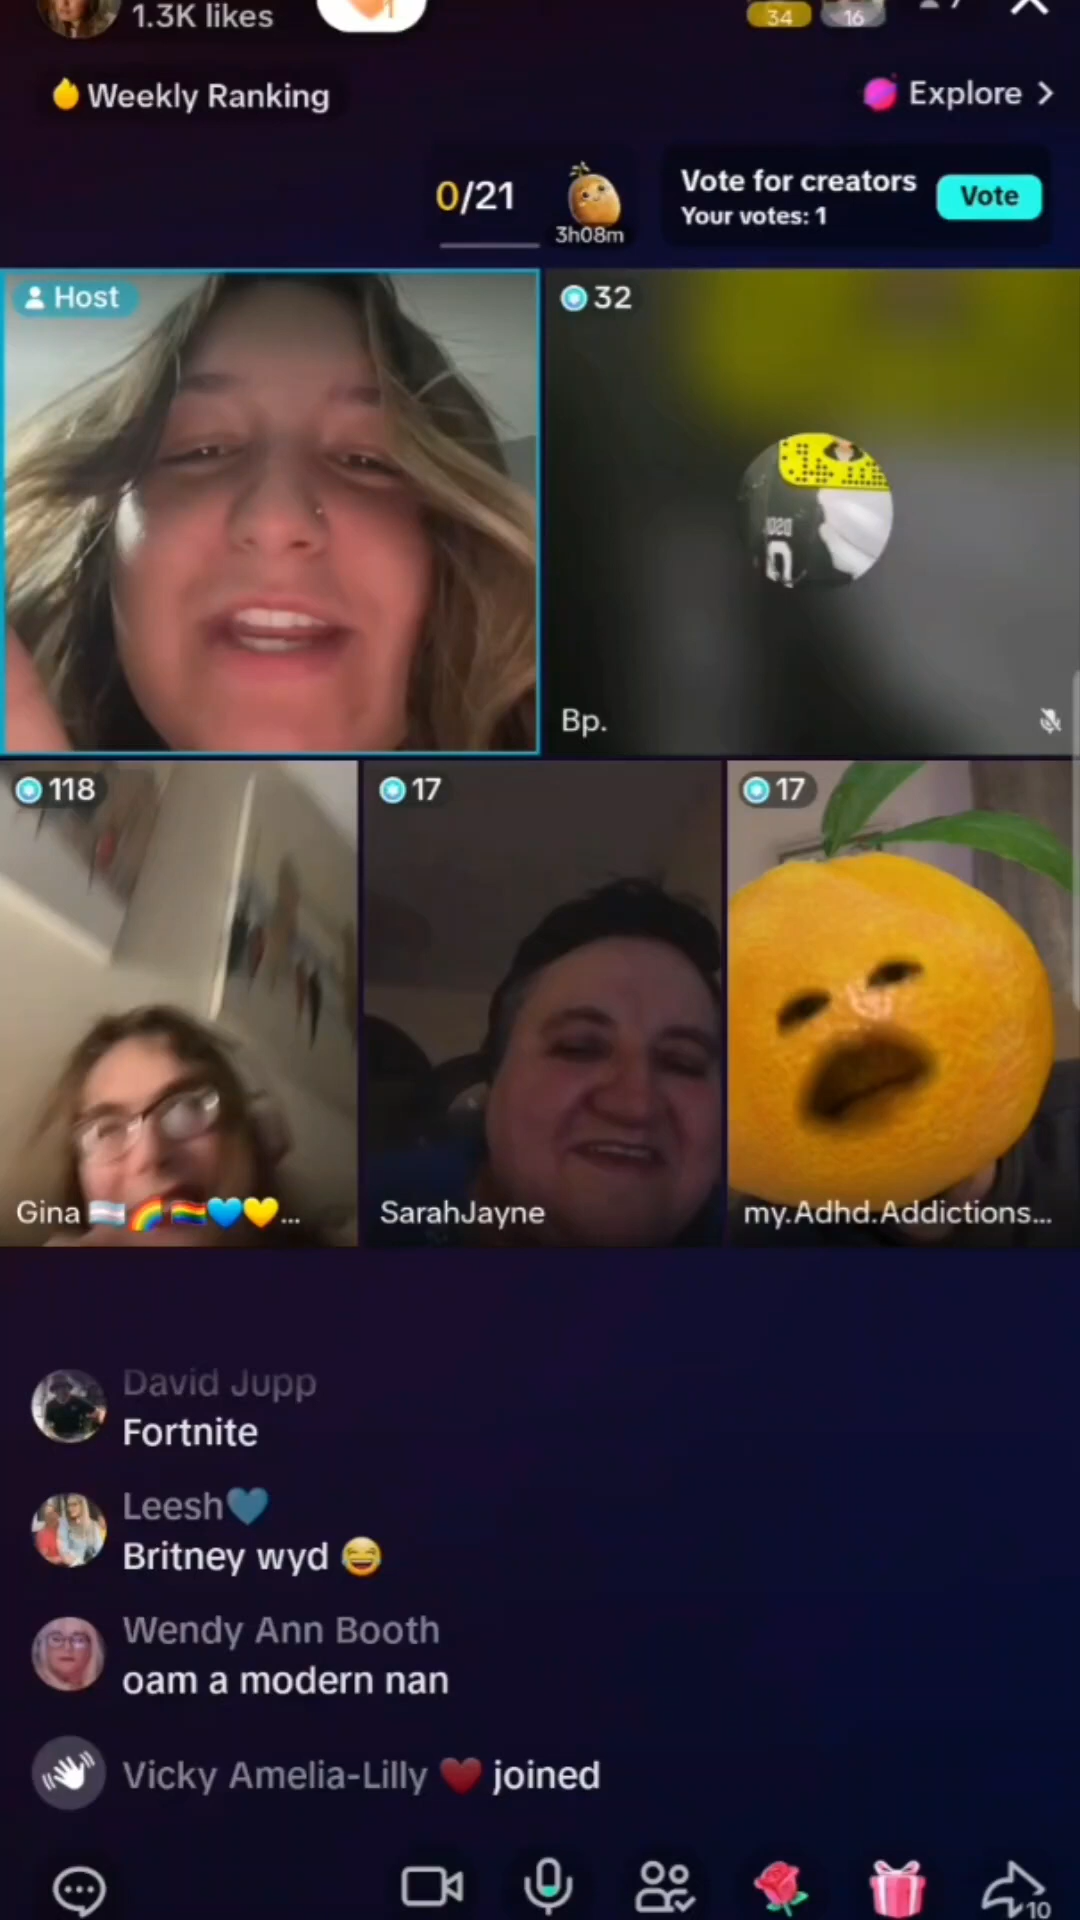 1.3K likes
1
34
16
7
Weekly Ranking
Explore >
0/21
3h08m
Vote for creators
Your votes: 1
Vote
Host
32
Bp.
118
17
17
Gina 🏳️‍⚧️🌈🏳️‍🌈💙💛...
SarahJayne
my.Adhd.Addictions...
David Jupp
Fortnite
Leesh💙
Britney wyd 😂
Wendy Ann Booth
oam a modern nan
Vicky Amelia-Lilly ❤️ joined
10